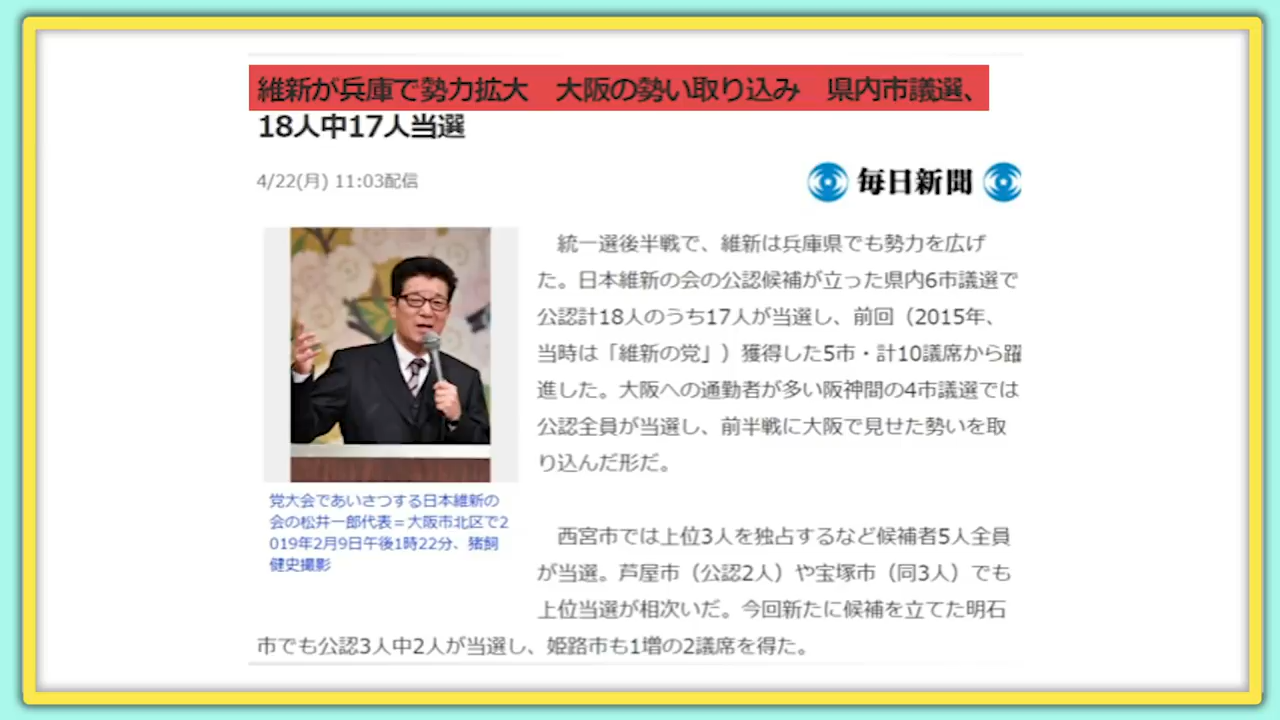 維新が兵庫で勢力拡大　大阪の勢い取り込み　県内市議選、
18人中17人当選
4/22(月) 11:03配信
毎日新聞
統一選後半戦で、維新は兵庫県でも勢力を広げ
た。日本維新の会の公認候補が立った県内6市議選で
公認計18人のうち17人が当選し、前回（2015年、
当時は「維新の党」）獲得した5市・計10議席から躍
進した。大阪への通勤者が多い阪神間の4市議選では
公認全員が当選し、前半戦に大阪で見せた勢いを取
り込んだ形だ。
党大会であいさつする日本維新の
会の松井一郎代表＝大阪市北区で2
019年2月9日午後1時22分、猪飼
健史撮影
西宮市では上位3人を独占するなど候補者5人全員
が当選。芦屋市（公認2人）や宝塚市（同3人）でも
上位当選が相次いだ。今回新たに候補を立てた明石
市でも公認3人中2人が当選し、姫路市も1増の2議席を得た。